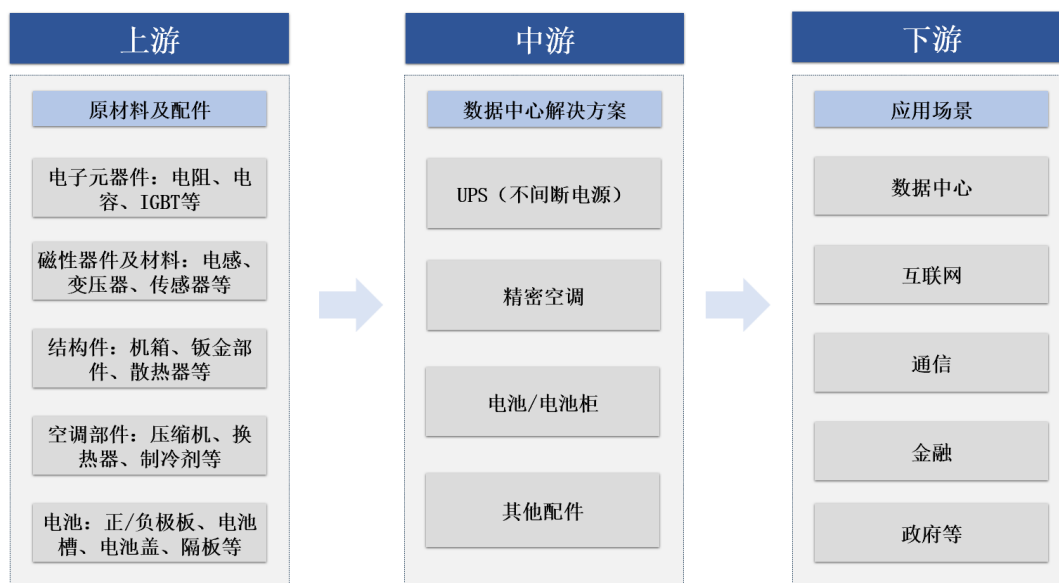 上游
原材料及配件
电子元器件：电阻、电
容、IGBT等
磁性器件及材料：电感、
变压器、传感器等
结构件：机箱、钣金部
件、散热器等
空调部件：压缩机、换
热器、制冷剂等
电池：正/负极板、电池
槽、电池盖、隔板等
中游
数据中心解决方案
UPS（不间断电源）
精密空调
电池/电池柜
其他配件
下游
应用场景
数据中心
互联网
通信
金融
政府等